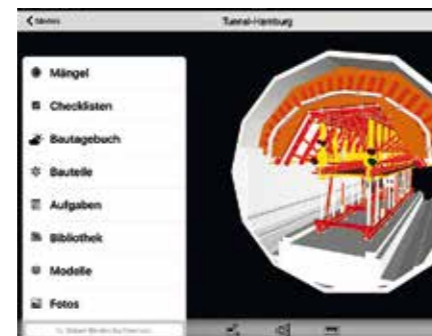 Tunnel-Hamburg
Mängel
Checklisten
Bautagebuch
Bauteile
Aufgaben
Bibliothek
Modelle
Fotos